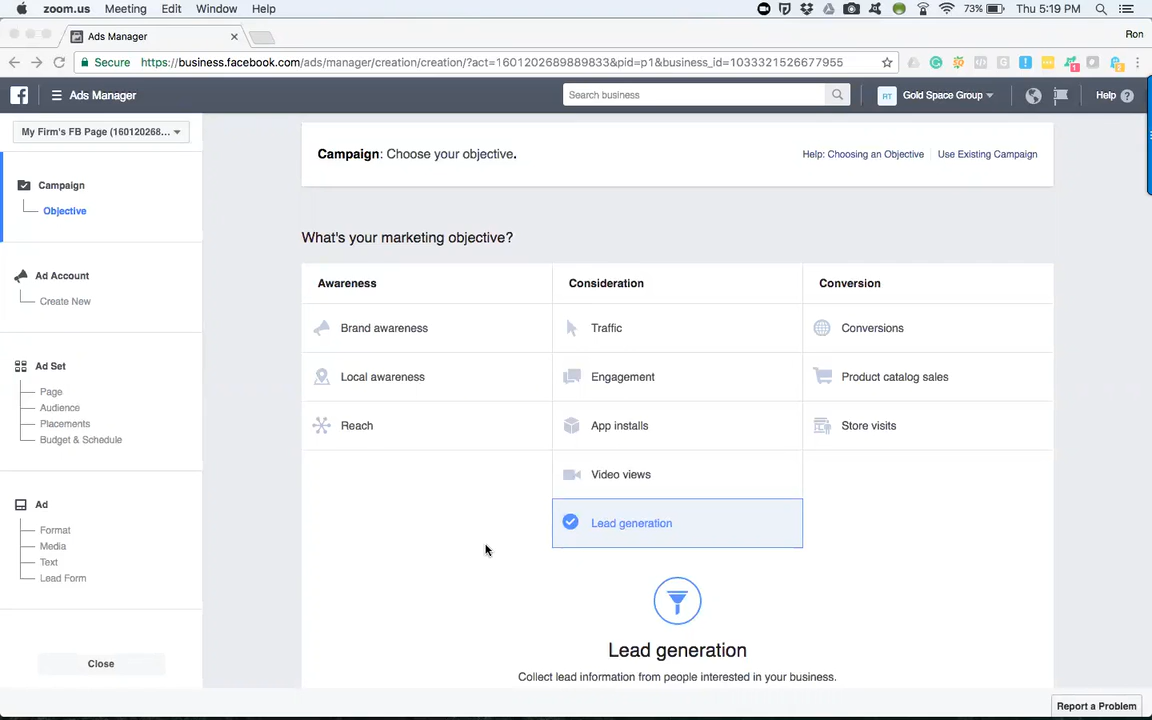 zoom.us Meeting Edit Window Help 73% Thu 5:19 PM
Ads Manager Ron
Secure https://business.facebook.com/ads/manager/creation/creation/?act=1601202689889833&pid=p1&business_id=1033321526677955
Ads Manager Search business RT Gold Space Group Help
My Firm's FB Page (160120268...
Campaign: Choose your objective. Help: Choosing an Objective Use Existing Campaign
Campaign
Objective
What's your marketing objective?
Ad Account
Create New
Awareness Consideration Conversion
Brand awareness Traffic Conversions
Local awareness Engagement Product catalog sales
Reach App installs Store visits
Video views
Lead generation
Ad Set
Page
Audience
Placements
Budget & Schedule
Ad
Format
Media
Text
Lead Form
Lead generation
Collect lead information from people interested in your business.
Close
Report a Problem